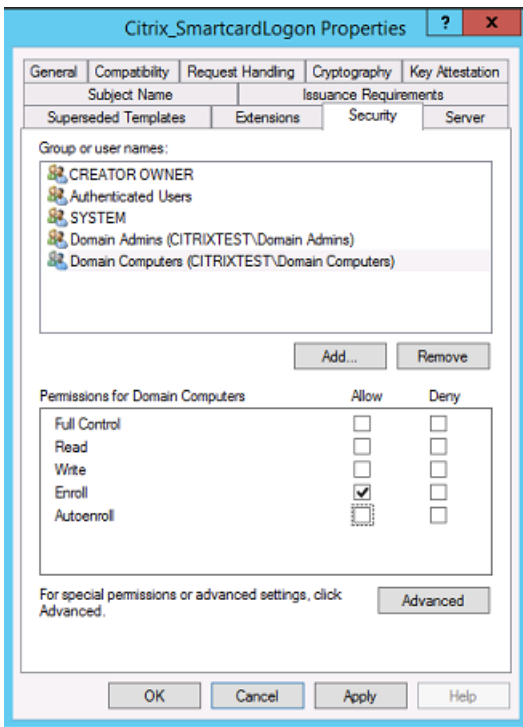 Citrix_SmartcardLogon Properties ? x
General Compatibility Request Handling Cryptography Key Attestation
Subject Name Issuance Requirements
Superseded Templates Extensions Security Server
Group or user names:
CREATOR OWNER
Authenticated Users
SYSTEM
Domain Admins (CITRIXTEST\Domain Admins)
Domain Computers (CITRIXTEST\Domain Computers)
Add... Remove
Permissions for Domain Computers Allow Deny
Full Control
Read
Write
Enroll
Autoenroll
For special permissions or advanced settings, click
Advanced.
Advanced
OK Cancel Apply Help